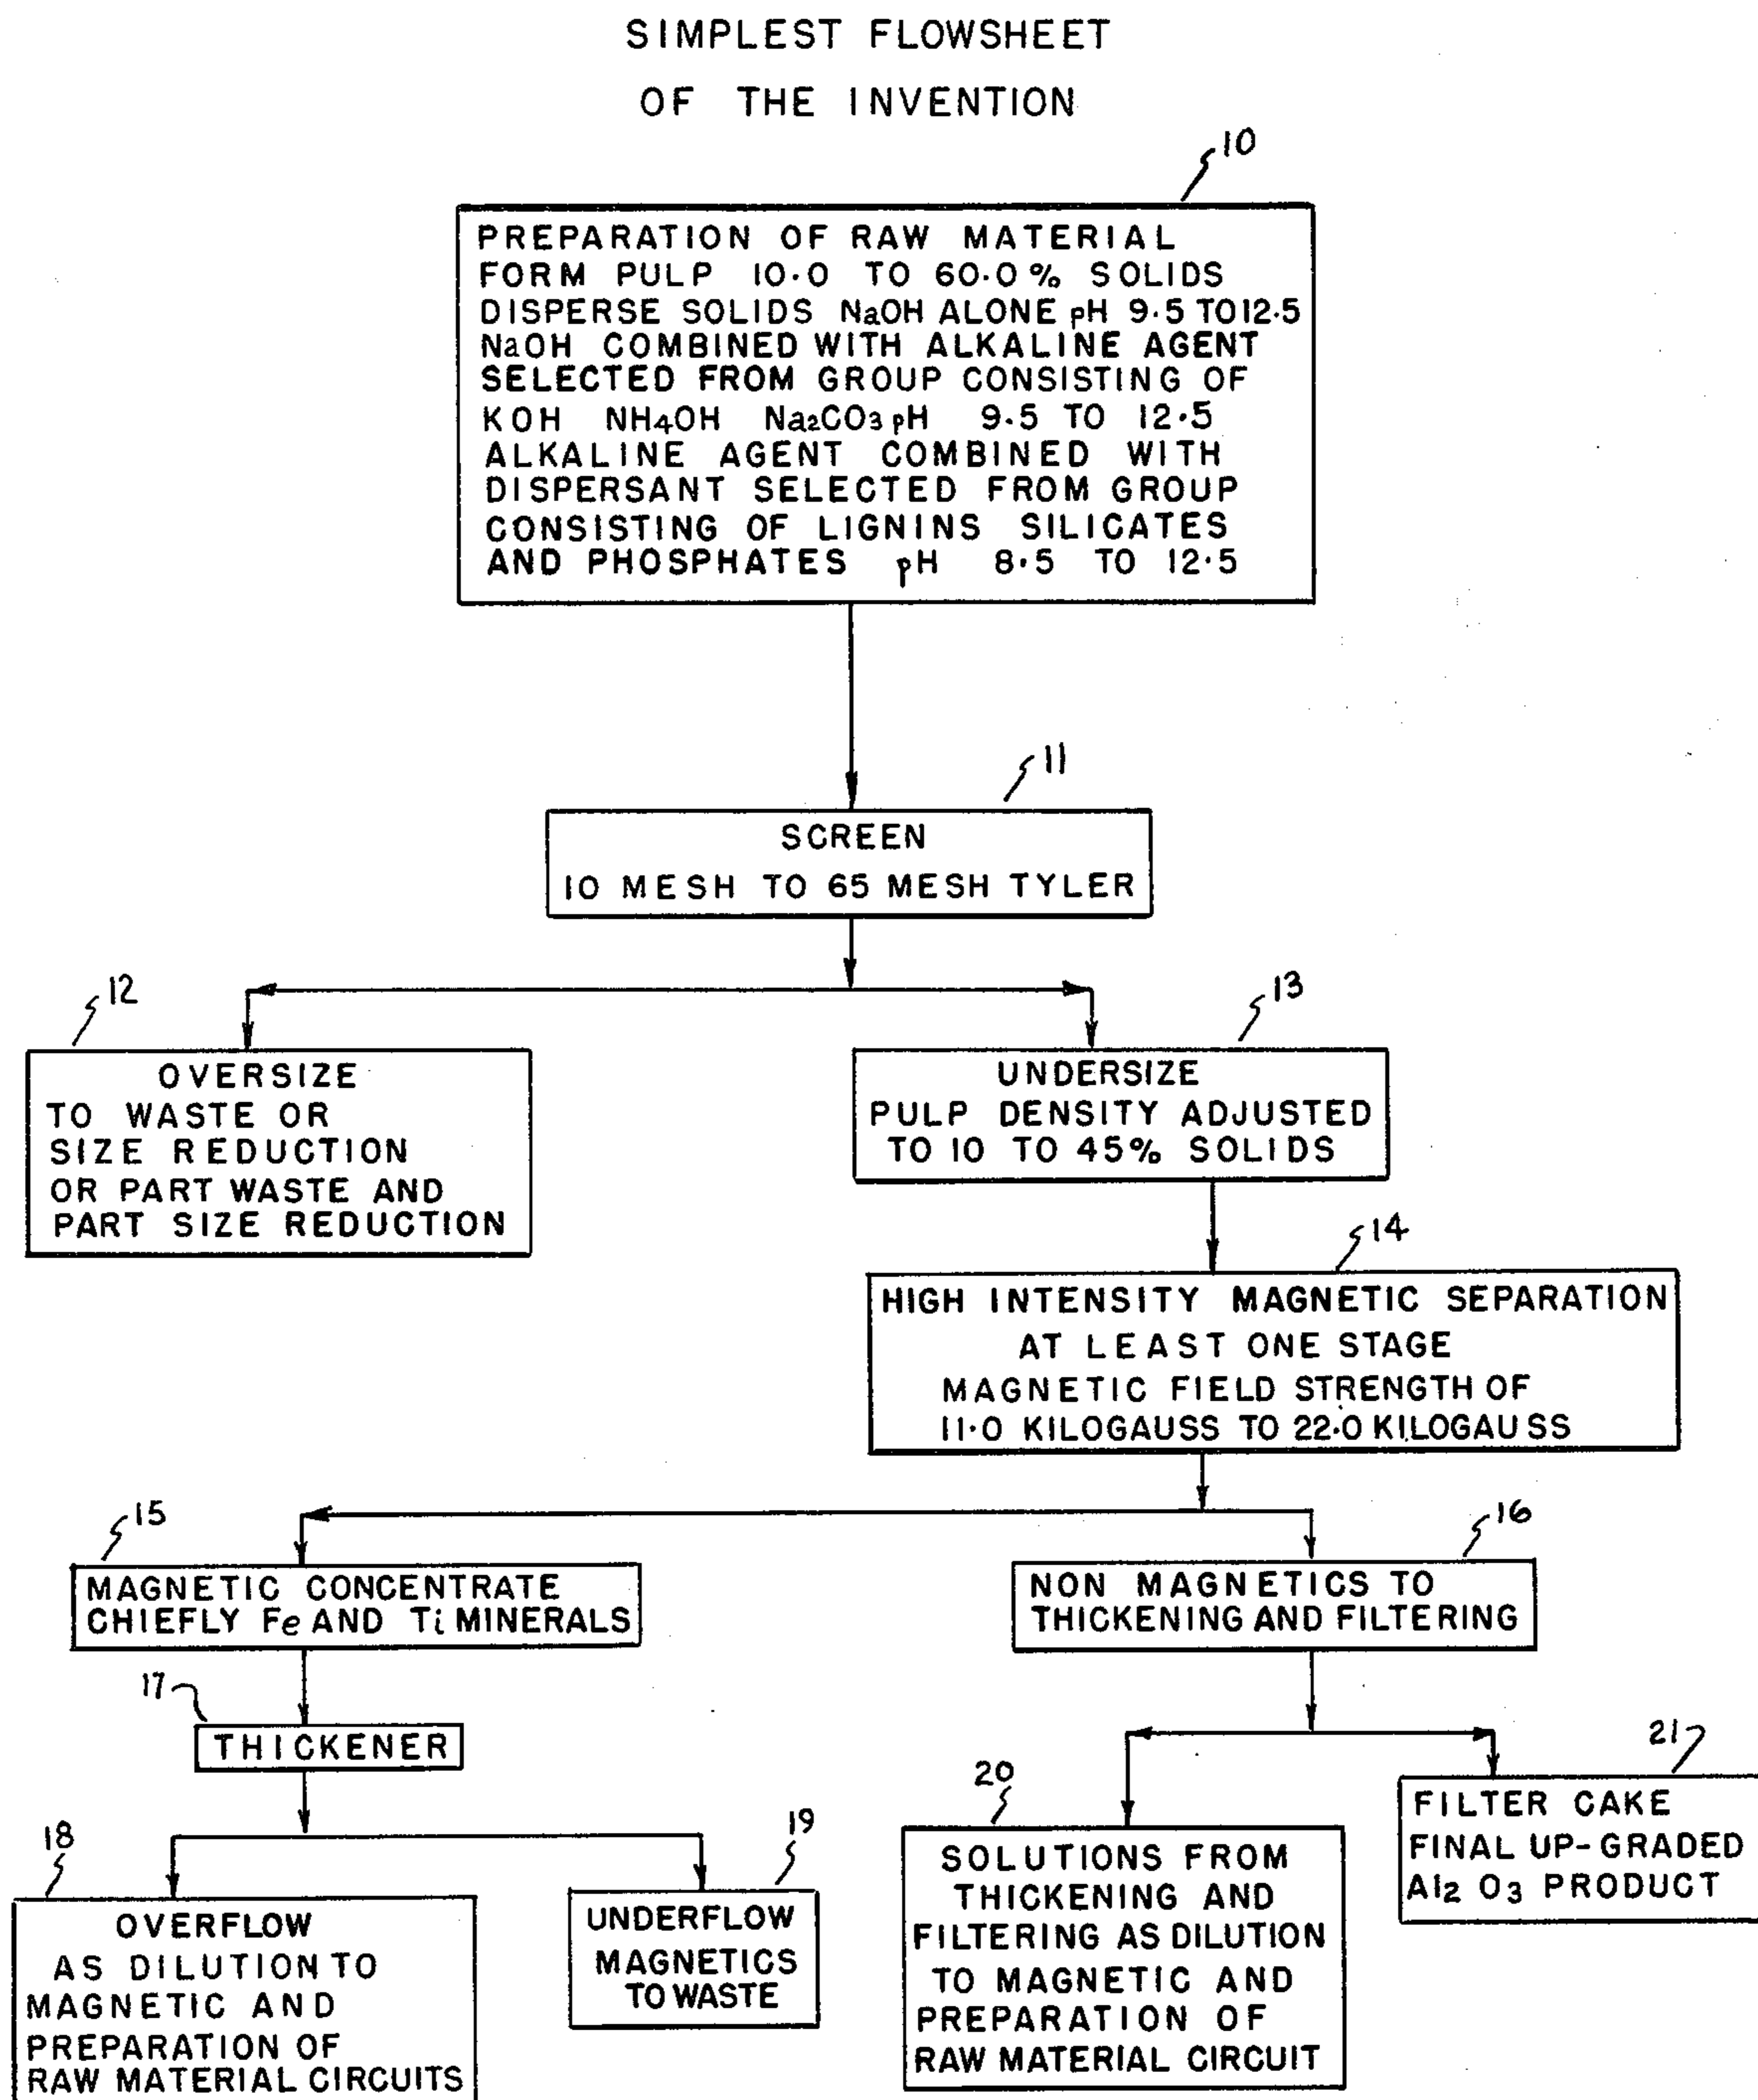 SIMPLEST FLOWSHEET
OF THE INVENTION
10
PREPARATION OF RAW MATERIAL
FORM PULP 10.0 TO 60.0% SOLIDS
DISPERSE SOLIDS NaOH ALONE pH 9.5 TO 12.5
NaOH COMBINED WITH ALKALINE AGENT
SELECTED FROM GROUP CONSISTING OF
KOH NH4OH Na2CO3 pH 9.5 TO 12.5
ALKALINE AGENT COMBINED WITH
DISPERSANT SELECTED FROM GROUP
CONSISTING OF LIGNINS SILICATES
AND PHOSPHATES pH 8.5 TO 12.5
11
SCREEN
10 MESH TO 65 MESH TYLER
12
OVERSIZE
TO WASTE OR
SIZE REDUCTION
OR PART WASTE AND
PART SIZE REDUCTION
13
UNDERSIZE
PULP DENSITY ADJUSTED
TO 10 TO 45% SOLIDS
14
HIGH INTENSITY MAGNETIC SEPARATION
AT LEAST ONE STAGE
MAGNETIC FIELD STRENGTH OF
11.0 KILOGAUSS TO 22.0 KILOGAUSS
15
MAGNETIC CONCENTRATE
CHIEFLY Fe AND Ti MINERALS
16
NON MAGNETICS TO
THICKENING AND FILTERING
17
THICKENER
18
OVERFLOW
AS DILUTION TO
MAGNETIC AND
PREPARATION OF
RAW MATERIAL CIRCUITS
19
UNDERFLOW
MAGNETICS
TO WASTE
20
SOLUTIONS FROM
THICKENING AND
FILTERING AS DILUTION
TO MAGNETIC AND
PREPARATION OF
RAW MATERIAL CIRCUIT
21
FILTER CAKE
FINAL UP-GRADED
Al2 O3 PRODUCT